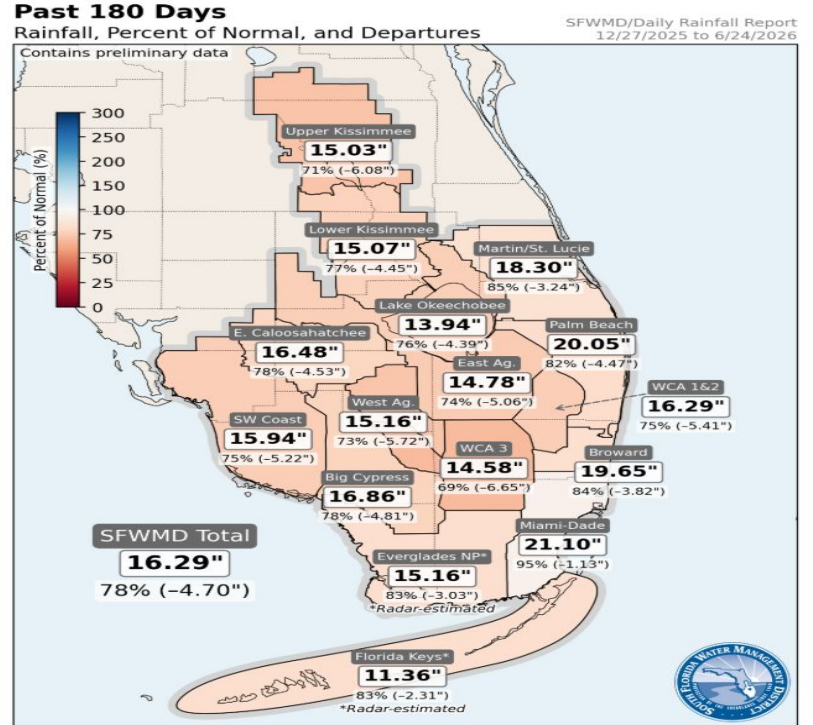 Past 180 Days
Rainfall, Percent of Normal, and Departures
SFWMD/Daily Rainfall Report
12/27/2025 to 6/24/2026
Contains preliminary data
Percent of Normal (%)
300
250
200
150
100
75
50
25
0
Upper Kissimmee
15.03"
71% (-6.08")
Lower Kissimmee
15.07"
77% (-4.45")
Martin/St. Lucie
18.30"
85% (-3.24")
Lake Okeechobee
13.94"
76% (-4.39")
E. Caloosahatchee
16.48"
78% (-4.53")
Palm Beach
20.05"
82% (-4.47")
East Ag.
14.78"
74% (-5.06")
WCA 1&2
16.29"
75% (-5.41")
West Ag.
15.16"
73% (-5.72")
SW Coast
15.94"
75% (-5.22")
WCA 3
14.58"
69% (-6.65")
Broward
19.65"
84% (-3.82")
Big Cypress
16.86"
78% (-4.81")
SFWMD Total
16.29"
78% (-4.70")
Miami-Dade
21.10"
95% (-1.13")
Everglades NP*
15.16"
83% (-3.03")
*Radar-estimated
Florida Keys*
11.36"
83% (-2.31")
*Radar-estimated
SOUTH FLORIDA WATER MANAGEMENT DISTRICT